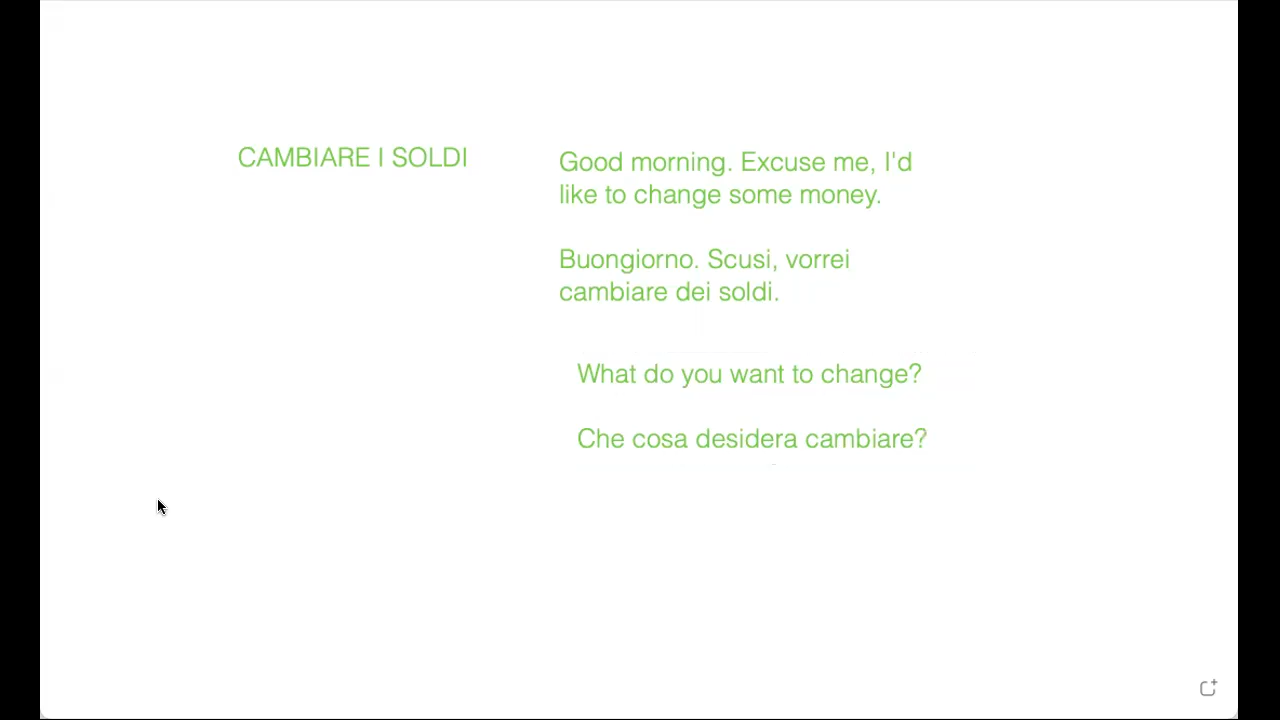 CAMBIARE I SOLDI
Good morning. Excuse me, I'd
like to change some money.
Buongiorno. Scusi, vorrei
cambiare dei soldi.
What do you want to change?
Che cosa desidera cambiare?